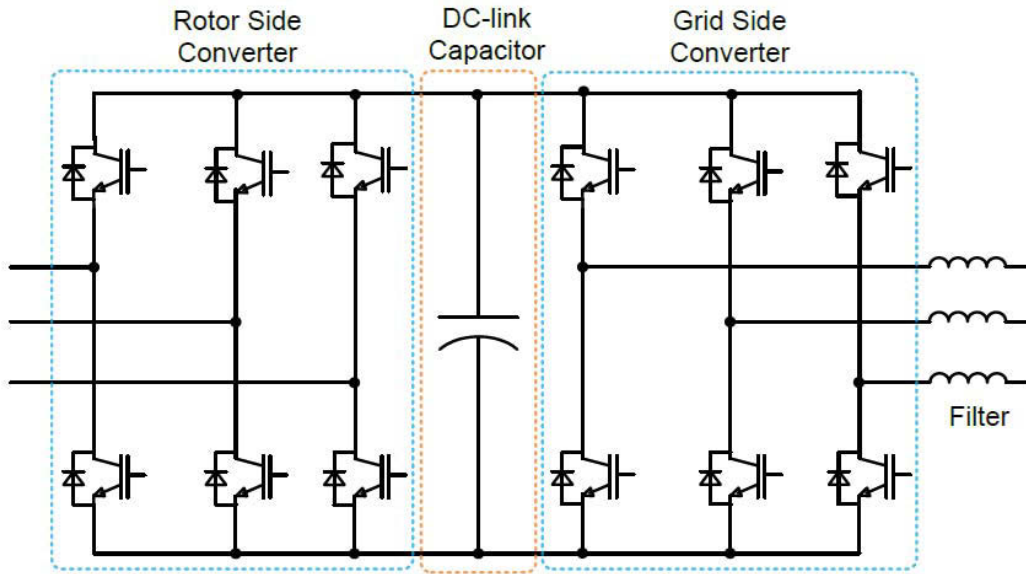 Rotor Side
Converter
DC-link
Capacitor
Grid Side
Converter
Filter